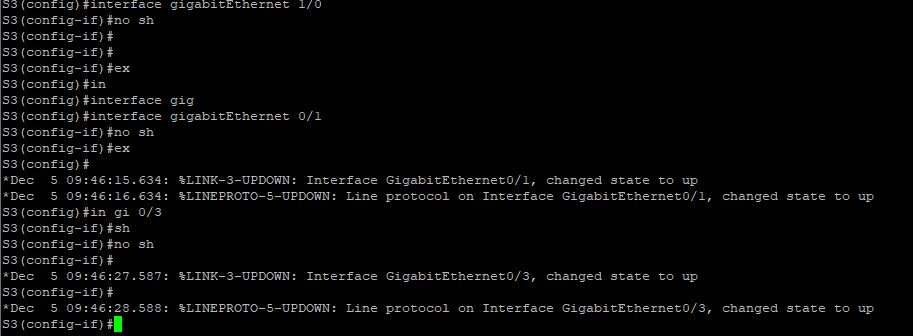 S3(config)#interface gigabitEthernet 1/0
S3(config-if)#no sh
S3(config-if)#
S3(config-if)#
S3(config-if)#ex
S3(config)#in
S3(config)#interface gig
S3(config)#interface gigabitEthernet 0/1
S3(config-if)#no sh
S3(config-if)#ex
S3(config)#
*Dec  5 09:46:15.634: %LINK-3-UPDOWN: Interface GigabitEthernet0/1, changed state to up
*Dec  5 09:46:16.634: %LINEPROTO-5-UPDOWN: Line protocol on Interface GigabitEthernet0/1, changed state to up
S3(config)#in gi 0/3
S3(config-if)#sh
S3(config-if)#no sh
S3(config-if)#
*Dec  5 09:46:27.587: %LINK-3-UPDOWN: Interface GigabitEthernet0/3, changed state to up
S3(config-if)#
*Dec  5 09:46:28.588: %LINEPROTO-5-UPDOWN: Line protocol on Interface GigabitEthernet0/3, changed state to up
S3(config-if)#